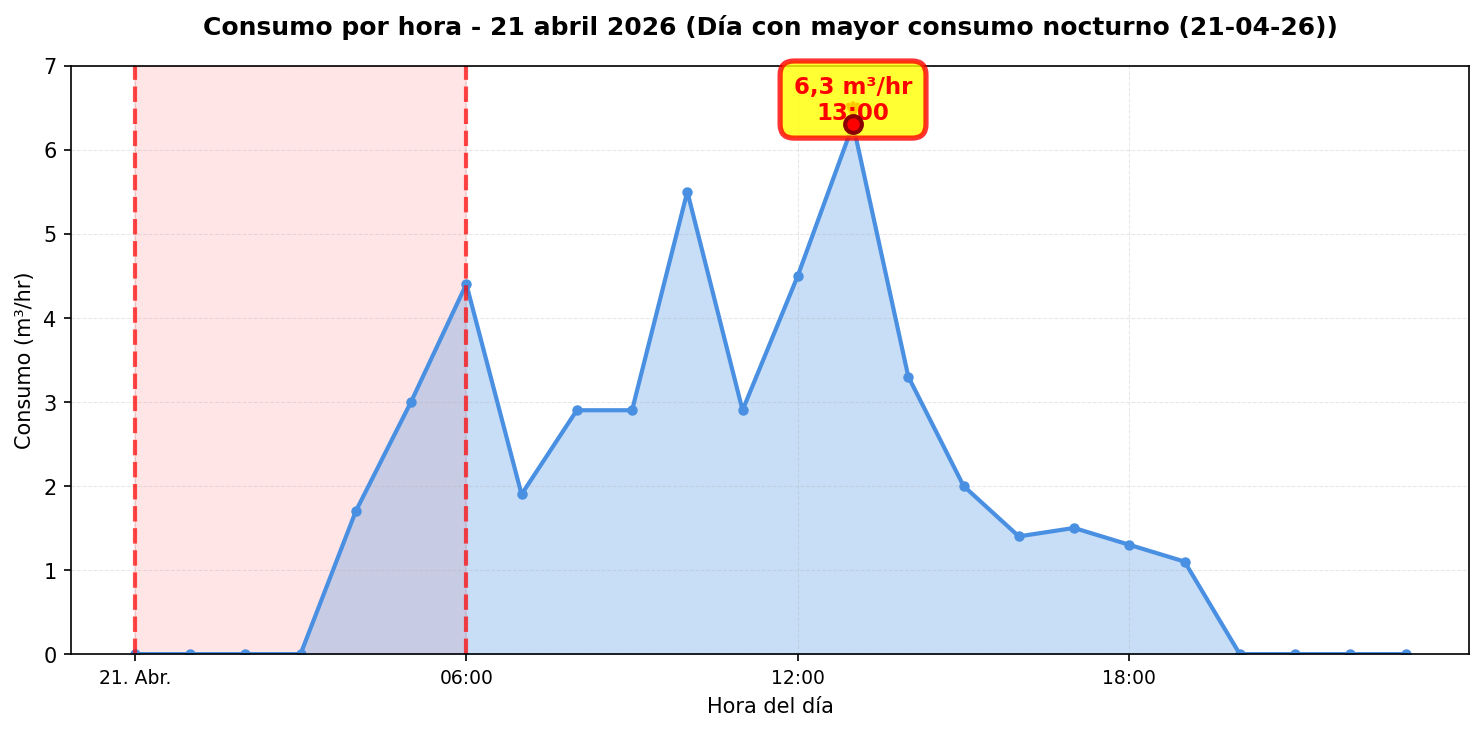 Consumo por hora - 21 abril 2026 (Día con mayor consumo nocturno (21-04-26))
6,3 m³/hr
13:00
Consumo (m³/hr)
7
6
5
4
3
2
1
0
21. Abr.
06:00
12:00
18:00
Hora del día